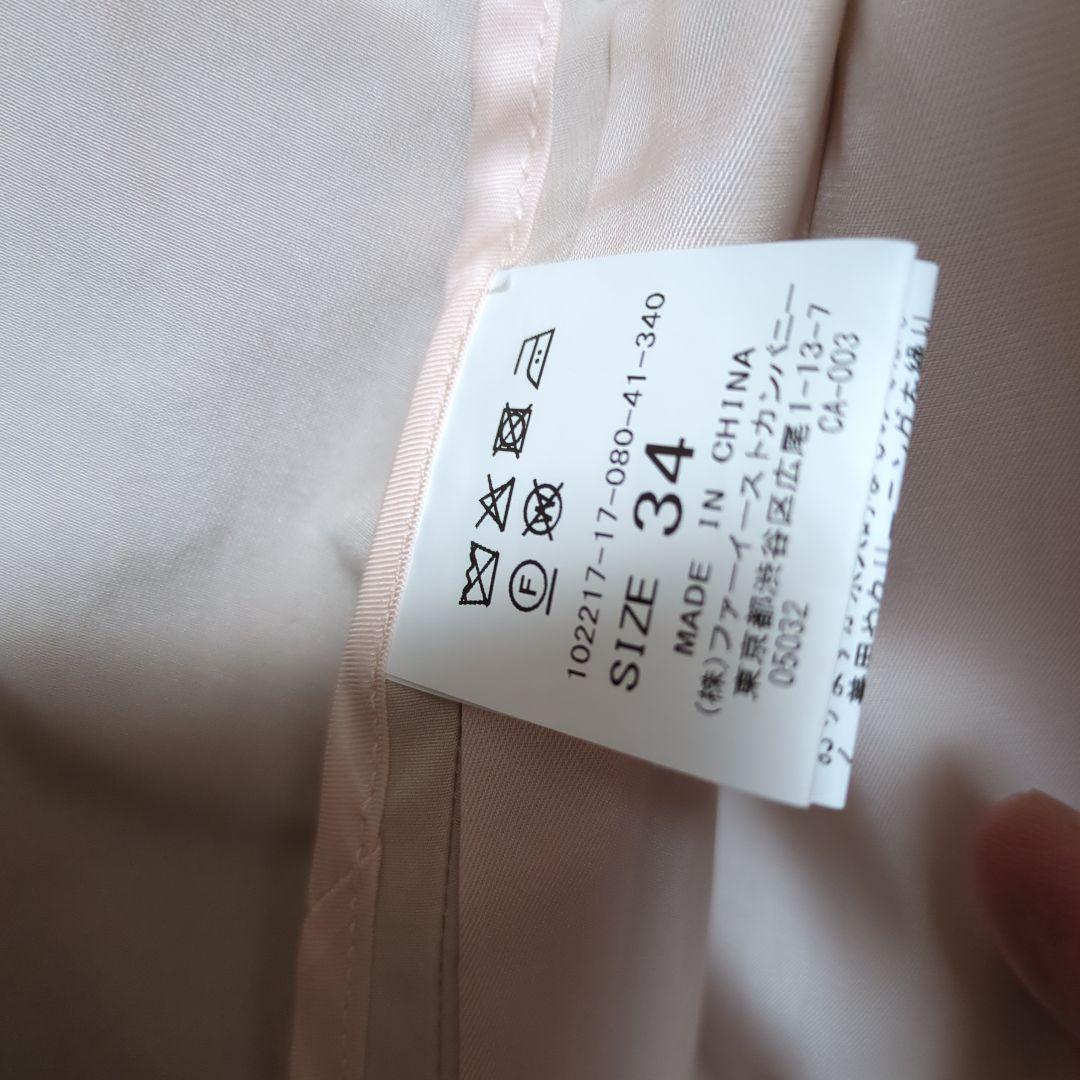 102217-17-080-41-340
SIZE 34
MADE IN CHINA
(株)ファーイーストカンパニー
東京都渋谷区広尾1-13-7
05032 CA-003